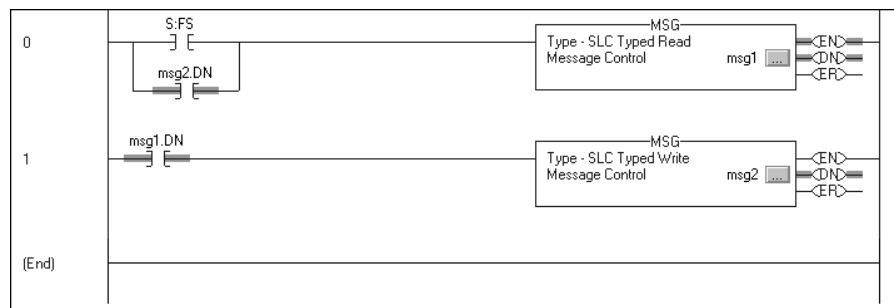 S:FS
MSG
0
Type - SLC Typed Read
EN
Message Control
msg1
...
DN
ER
msg2.DN
msg1.DN
MSG
1
Type - SLC Typed Write
EN
Message Control
msg2
...
DN
ER
(End)